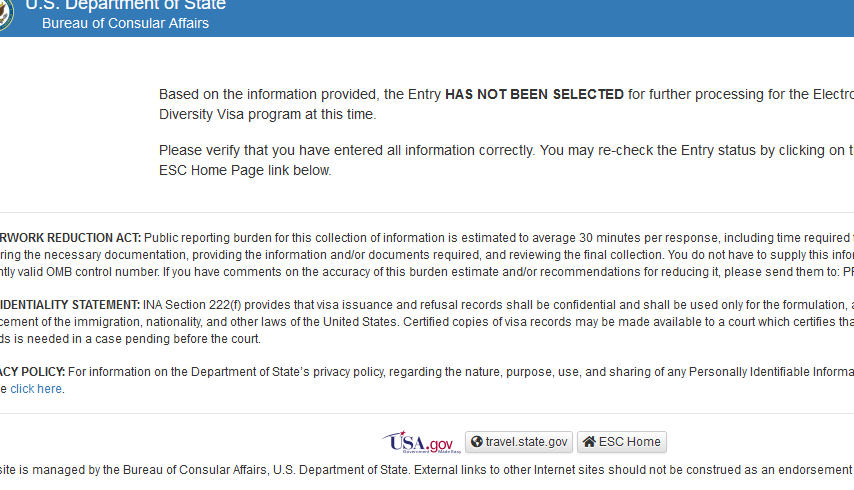 U.S. Department of State
Bureau of Consular Affairs
Based on the information provided, the Entry HAS NOT BEEN SELECTED for further processing for the Electro
Diversity Visa program at this time.
Please verify that you have entered all information correctly. You may re-check the Entry status by clicking on t
ESC Home Page link below.
RWORK REDUCTION ACT: Public reporting burden for this collection of information is estimated to average 30 minutes per response, including time required
ring the necessary documentation, providing the information and/or documents required, and reviewing the final collection. You do not have to supply this infor
ntly valid OMB control number. If you have comments on the accuracy of this burden estimate and/or recommendations for reducing it, please send them to: PR
IDENTIALITY STATEMENT: INA Section 222(f) provides that visa issuance and refusal records shall be confidential and shall be used only for the formulation, a
cement of the immigration, nationality, and other laws of the United States. Certified copies of visa records may be made available to a court which certifies tha
ds is needed in a case pending before the court.
ACY POLICY: For information on the Department of State's privacy policy, regarding the nature, purpose, use, and sharing of any Personally Identifiable Informa
e click here.
USA.gov travel.state.gov ESC Home
Government Made Easy
site is managed by the Bureau of Consular Affairs, U.S. Department of State. External links to other Internet sites should not be construed as an endorsement